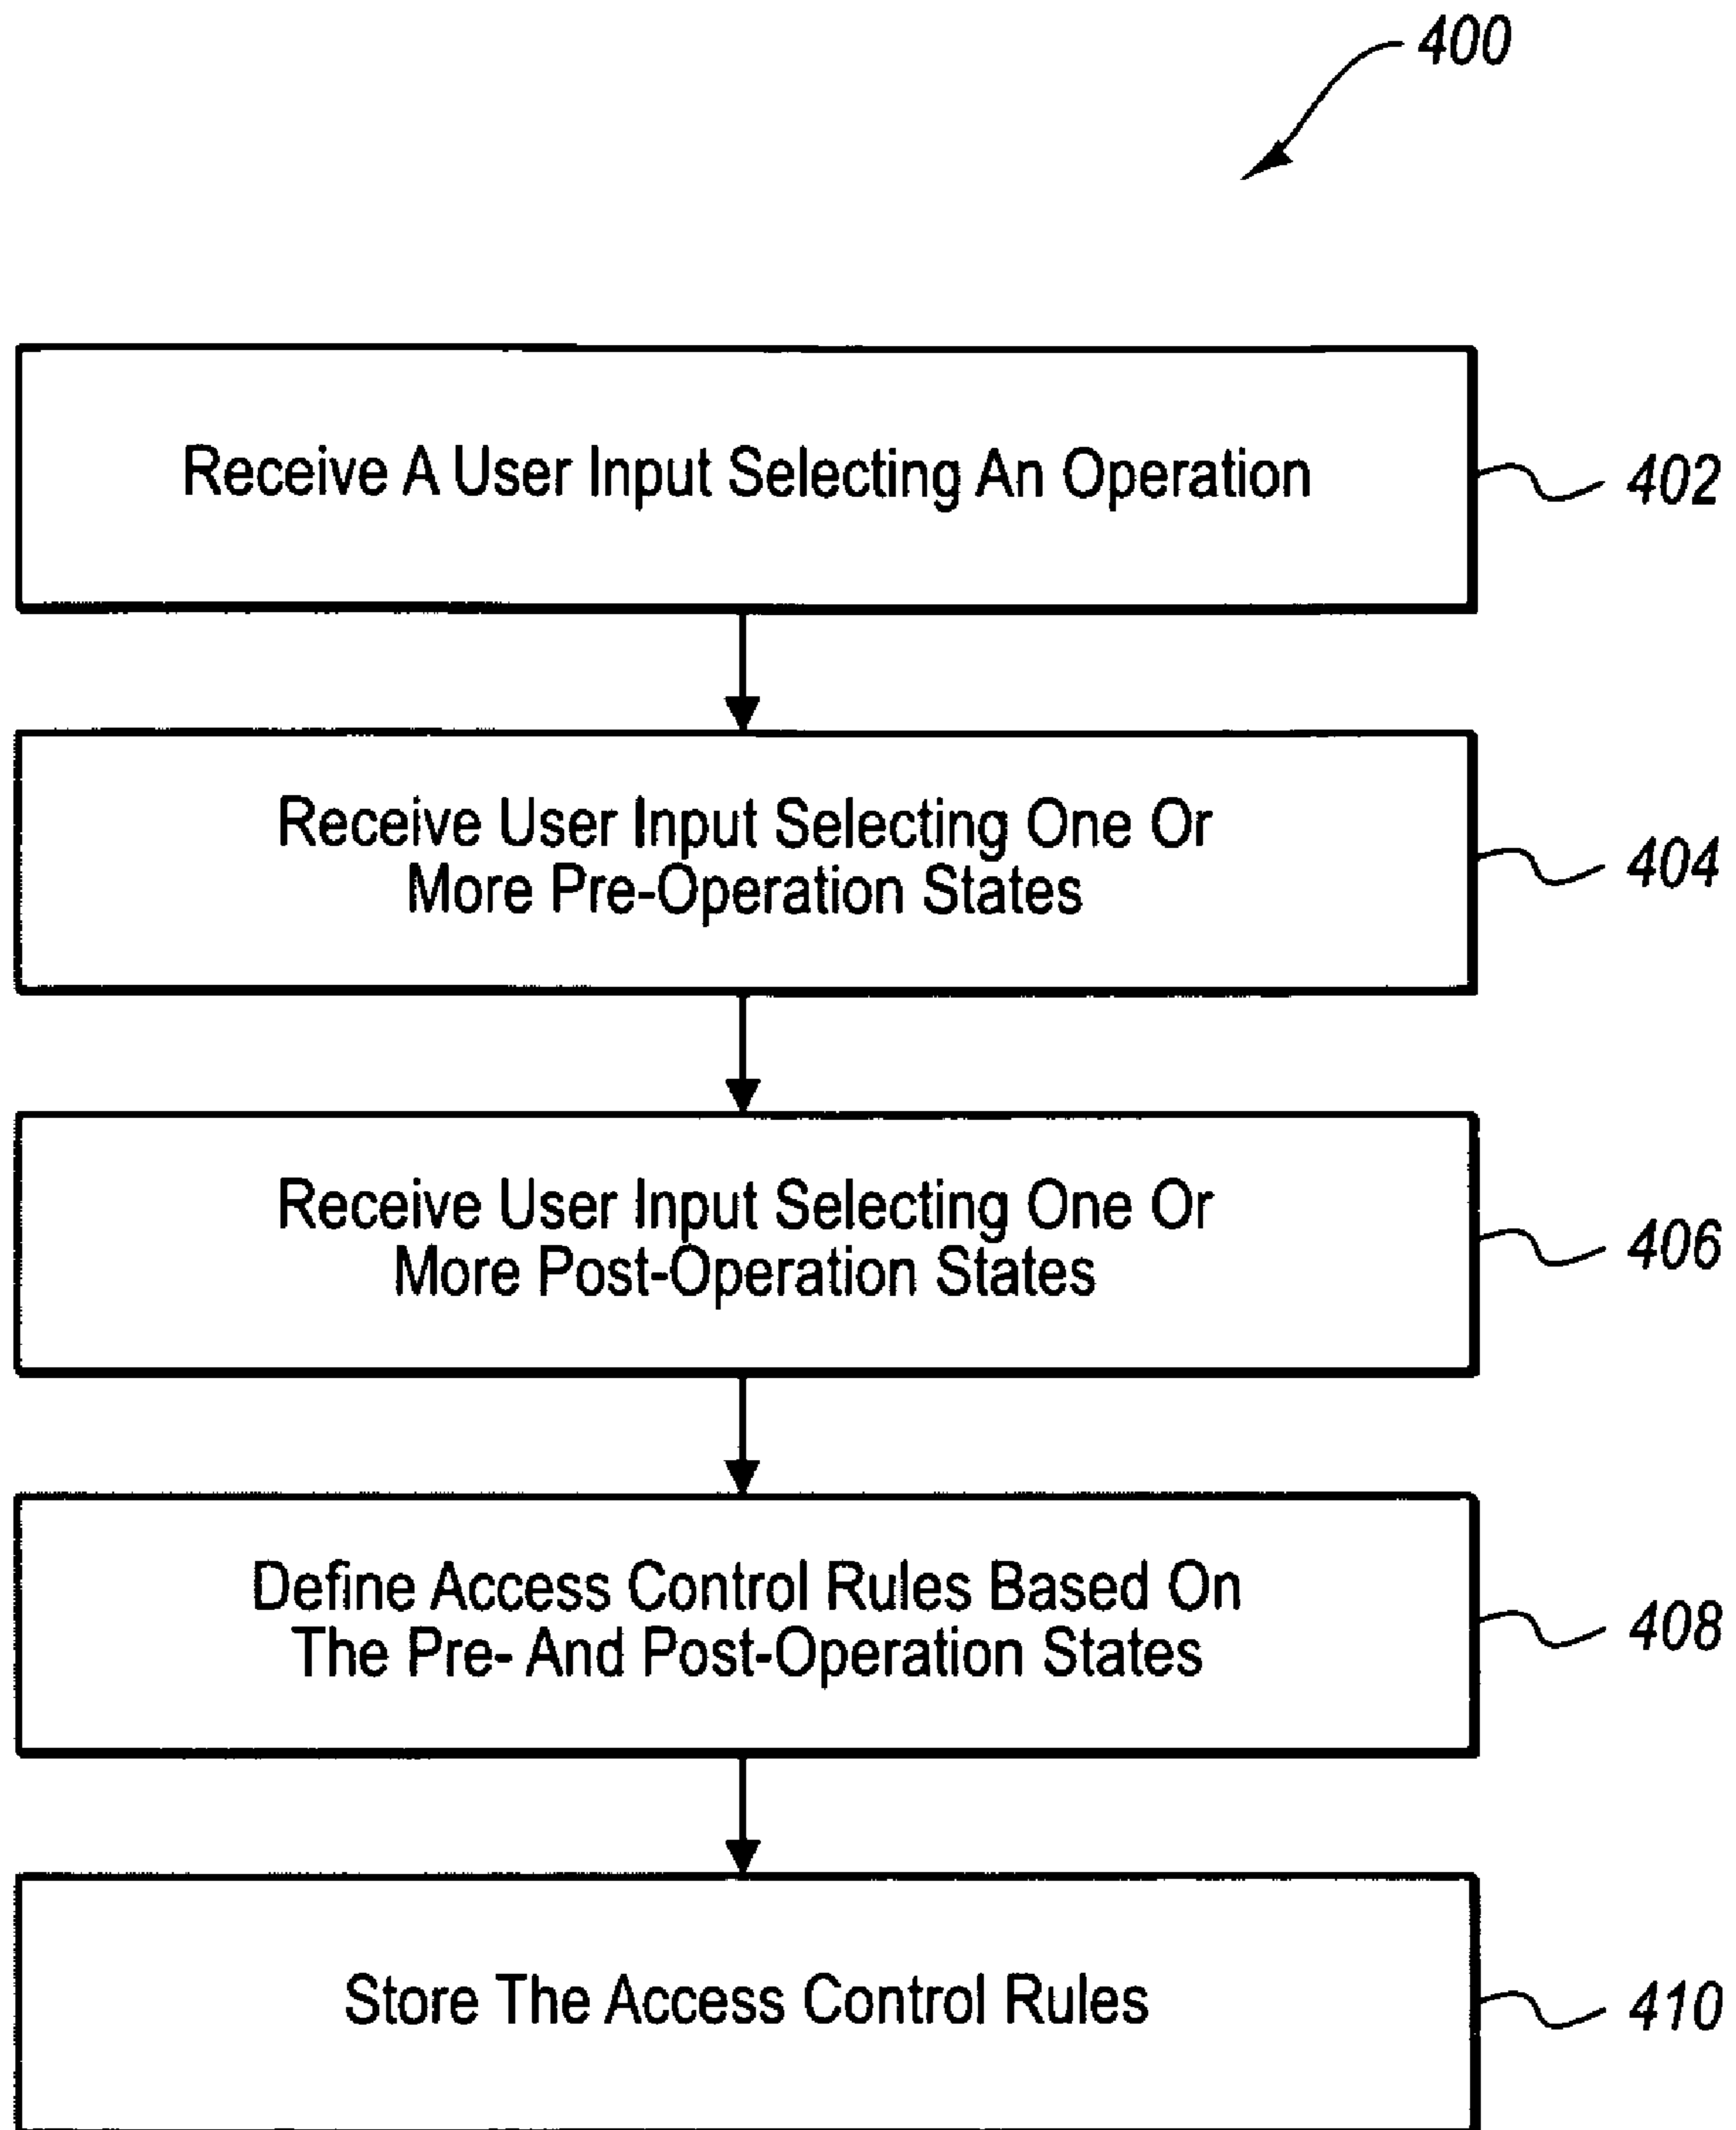 400
Receive A User Input Selecting An Operation
402
Receive User Input Selecting One Or
More Pre-Operation States
404
Receive User Input Selecting One Or
More Post-Operation States
406
Define Access Control Rules Based On
The Pre- And Post-Operation States
408
Store The Access Control Rules
410